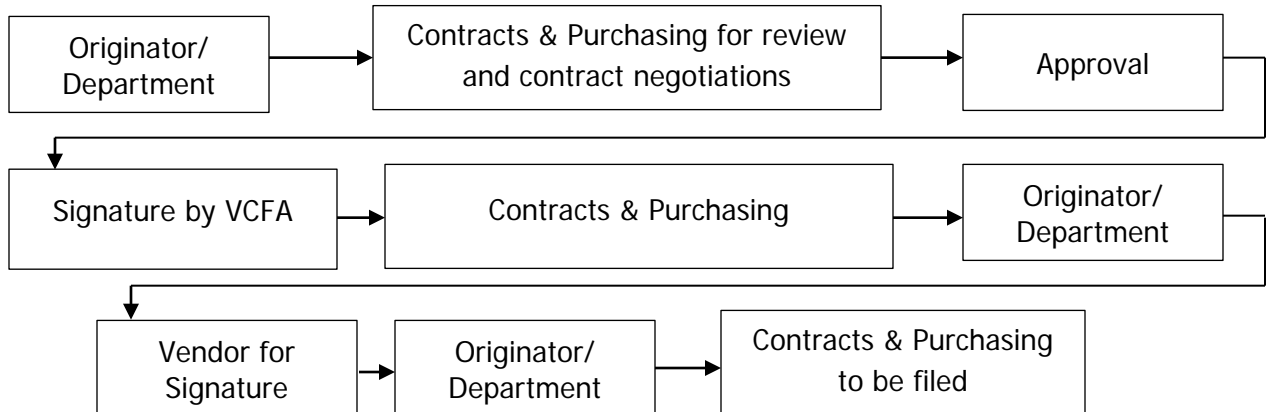 Originator/
Department
Contracts & Purchasing for review
and contract negotiations
Approval
Signature by VCFA
Contracts & Purchasing
Originator/
Department
Vendor for
Signature
Originator/
Department
Contracts & Purchasing
to be filed